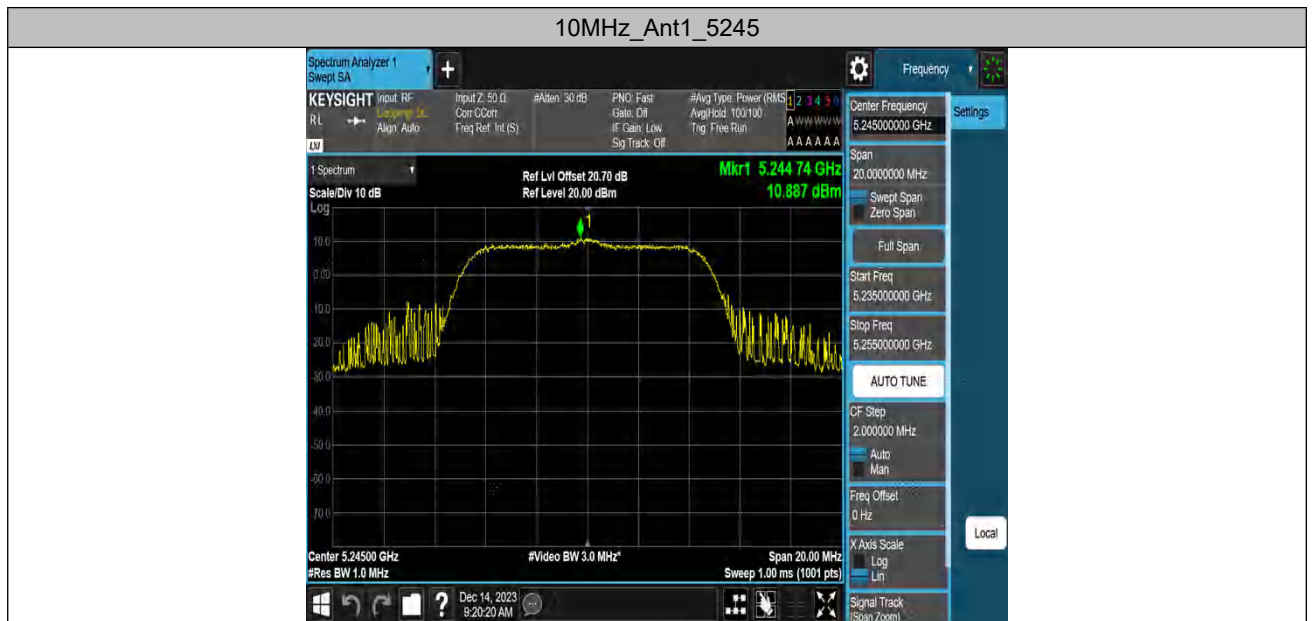 10MHz_Ant1_5245
Spectrum Analyzer 1
Swept SA
+
Frequency
KEYSIGHT
RL
LXI
Input: RF
Align: Auto
Input Z: 50 Ω
Corr CCorr
Freq Ref: Int (S)
#Atten: 30 dB
PNO: Fast
Gate: Off
IF Gain: Low
Sig Track: Off
#Avg Type: Power (RMS
Avg|Hold: 100/100
Trig: Free Run
1 2 3 4 5 6
A W W W W W
A A A A A A
Center Frequency
5.245000000 GHz
Settings
Span
20.0000000 MHz
Swept Span
Zero Span
Full Span
Start Freq
5.235000000 GHz
Stop Freq
5.255000000 GHz
AUTO TUNE
CF Step
2.000000 MHz
Auto
Man
Freq Offset
0 Hz
X Axis Scale
Log
Lin
Signal Track
(Span Zoom)
Local
1 Spectrum
Scale/Div 10 dB
Log
Ref Lvl Offset 20.70 dB
Ref Level 20.00 dBm
Mkr1 5.244 74 GHz
10.887 dBm
1
10.0
0.00
-10.0
-20.0
-30.0
-40.0
-50.0
-60.0
-70.0
Center 5.24500 GHz
#Res BW 1.0 MHz
#Video BW 3.0 MHz*
Span 20.00 MHz
Sweep 1.00 ms (1001 pts)
?
Dec 14, 2023
9:20:20 AM